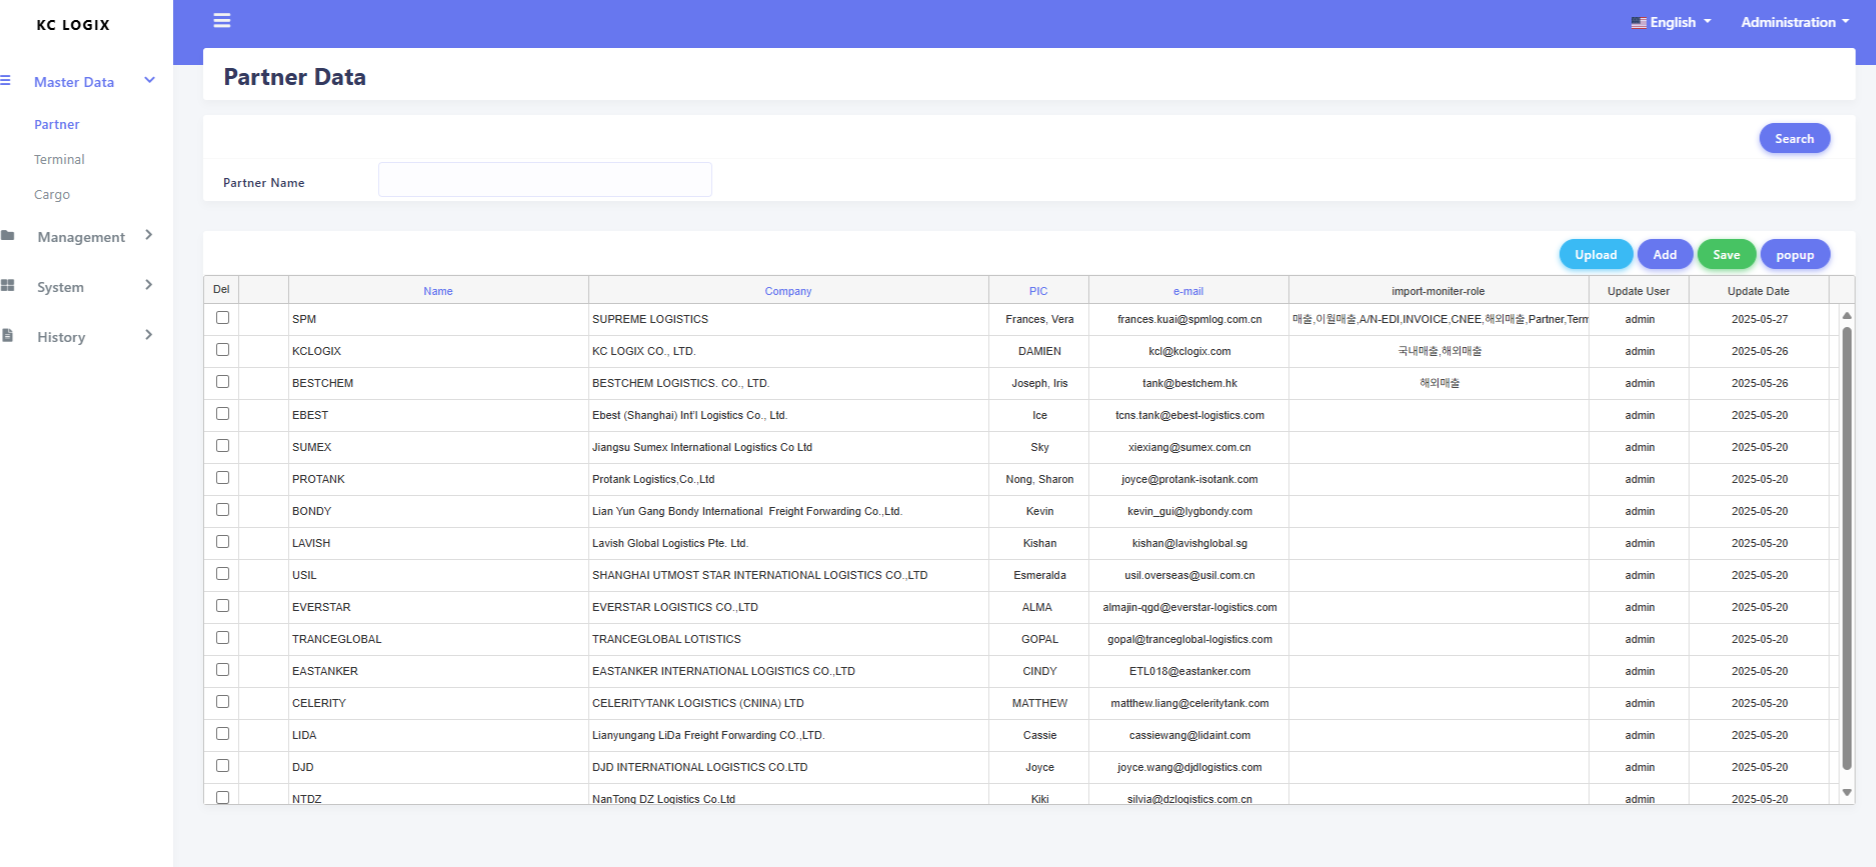 KC LOGIX
English
Administration
Master Data
Partner
Terminal
Cargo
Management
System
History
Partner Data
Search
Partner Name
Upload Add Save popup
Del Name Company PIC e-mail import-moniter-role Update User Update Date
SPM SUPREME LOGISTICS Frances, Vera frances.kuai@spmlog.com.cn 매출,이원매출,A/N-EDI,INVOICE,CNEE,해외매출,Partner,Term admin 2025-05-27
KCLOGIX KC LOGIX CO., LTD. DAMIEN kcl@kclogix.com 국내매출,해외매출 admin 2025-05-26
BESTCHEM BESTCHEM LOGISTICS. CO., LTD. Joseph, Iris tank@bestchem.hk 해외매출 admin 2025-05-26
EBEST Ebest (Shanghai) Int'l Logistics Co., Ltd. Ice tcns.tank@ebest-logistics.com admin 2025-05-20
SUMEX Jiangsu Sumex International Logistics Co Ltd Sky xiexiang@sumex.com.cn admin 2025-05-20
PROTANK Protank Logistics,Co.,Ltd Nong, Sharon joyce@protank-isotank.com admin 2025-05-20
BONDY Lian Yun Gang Bondy International  Freight Forwarding Co.,Ltd. Kevin kevin_gui@lygbondy.com admin 2025-05-20
LAVISH Lavish Global Logistics Pte. Ltd. Kishan kishan@lavishglobal.sg admin 2025-05-20
USIL SHANGHAI UTMOST STAR INTERNATIONAL LOGISTICS CO.,LTD Esmeralda usil.overseas@usil.com.cn admin 2025-05-20
EVERSTAR EVERSTAR LOGISTICS CO.,LTD ALMA almajin-qgd@everstar-logistics.com admin 2025-05-20
TRANCEGLOBAL TRANCEGLOBAL LOTISTICS GOPAL gopal@tranceglobal-logistics.com admin 2025-05-20
EASTANKER EASTANKER INTERNATIONAL LOGISTICS CO.,LTD CINDY ETL018@eastanker.com admin 2025-05-20
CELERITY CELERITYTANK LOGISTICS (CNINA) LTD MATTHEW matthew.liang@celeritytank.com admin 2025-05-20
LIDA Lianyungang LiDa Freight Forwarding CO.,LTD. Cassie cassiewang@lidaint.com admin 2025-05-20
DJD DJD INTERNATIONAL LOGISTICS CO.LTD Joyce joyce.wang@djdlogistics.com admin 2025-05-20
NTDZ NanTong DZ Logistics Co.Ltd Kiki silvia@dzlogistics.com.cn admin 2025-05-20